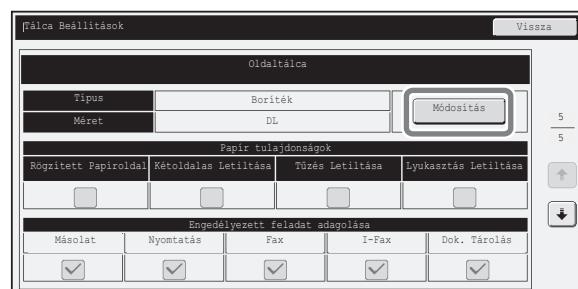 Tálca Beállítások Vissza
Oldaltálca
Típus Boríték Módosítás
Méret DL
5
5
Papír tulajdonságok
Rögzített Papíroldal Kétoldalas Letiltása Tűzés Letiltása Lyukasztás Letiltása
Engedélyezett feladat adagolása
Másolat Nyomtatás Fax I-Fax Dok. Tárolás